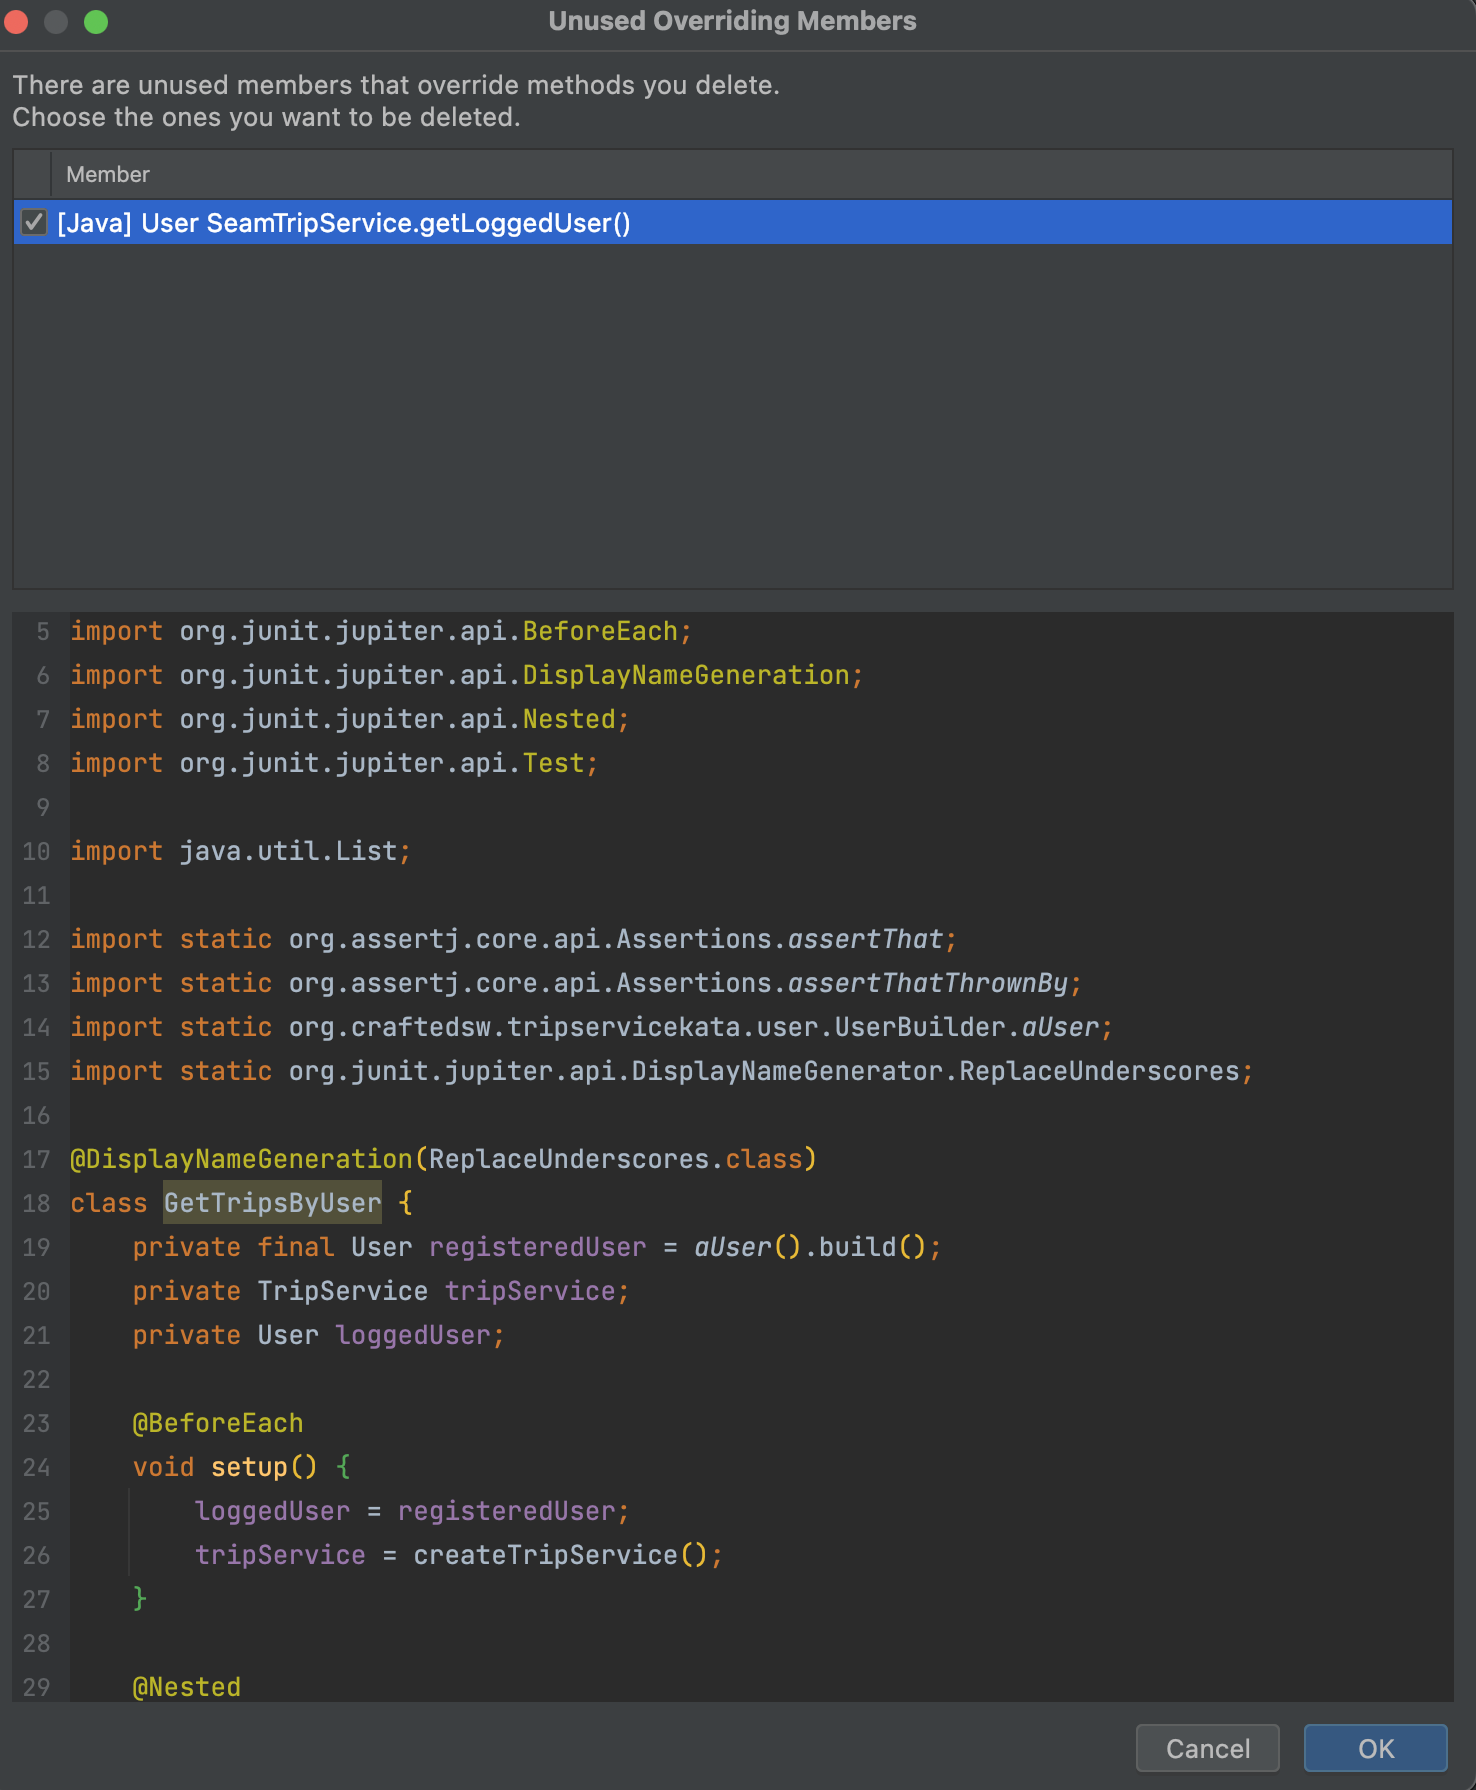 Unused Overriding Members
There are unused members that override methods you delete.
Choose the ones you want to be deleted.
Member
[Java] User SeamTripService.getLoggedUser()
5 import org.junit.jupiter.api.BeforeEach;
6 import org.junit.jupiter.api.DisplayNameGeneration;
7 import org.junit.jupiter.api.Nested;
8 import org.junit.jupiter.api.Test;
9
10 import java.util.List;
11
12 import static org.assertj.core.api.Assertions.assertThat;
13 import static org.assertj.core.api.Assertions.assertThatThrownBy;
14 import static org.craftedsw.tripservicekata.user.UserBuilder.aUser;
15 import static org.junit.jupiter.api.DisplayNameGenerator.ReplaceUnderscores;
16
17 @DisplayNameGeneration(ReplaceUnderscores.class)
18 class GetTripsByUser {
19     private final User registeredUser = aUser().build();
20     private TripService tripService;
21     private User loggedUser;
22
23     @BeforeEach
24     void setup() {
25         loggedUser = registeredUser;
26         tripService = createTripService();
27     }
28
29     @Nested
Cancel OK